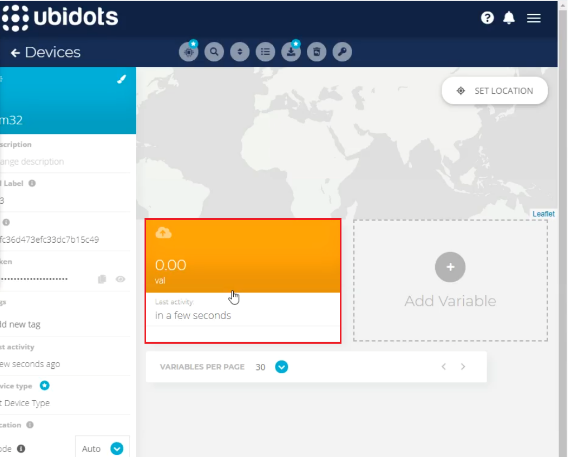 ubidots
Devices
SET LOCATION
m32
scription
ange description
Label
3
Leaflet
fc36d473efc33dc7b15c49
0.00
val
ken
Add Variable
Last activity
in a few seconds
gs
ld new tag
st activity
ew seconds ago
VARIABLES PER PAGE 30
vice type
t Device Type
cation
ode
Auto